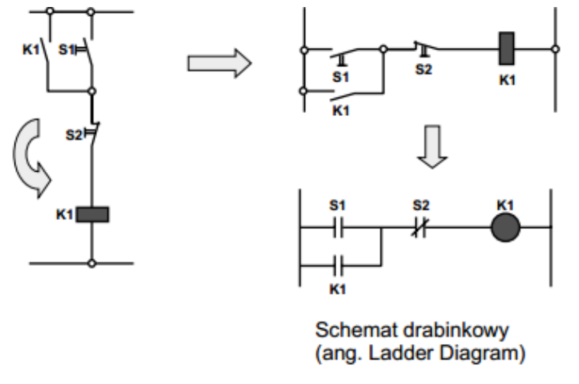 K1 S1
S2
K1
S1 S2 K1
K1
S1 S2 K1
K1
Schemat drabinkowy
(ang. Ladder Diagram)